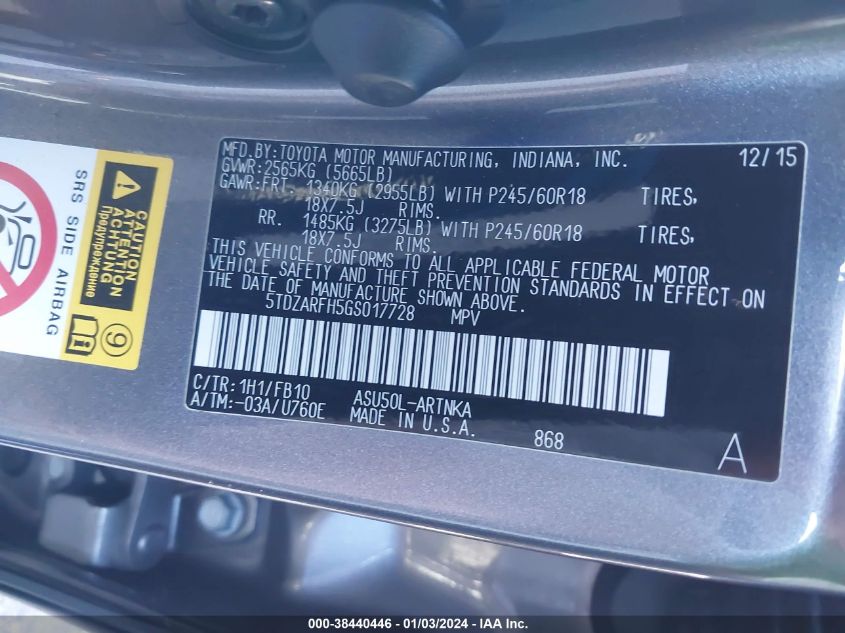 MFD.BY:TOYOTA MOTOR MANUFACTURING, INDIANA, INC. 12/15
GVWR:2565KG (5665LB)
GAWR:FRT. 1340KG (2955LB) WITH P245/60R18 TIRES,
18X7.5J RIMS.
RR. 1485KG (3275LB) WITH P245/60R18 TIRES,
18X7.5J RIMS.
THIS VEHICLE CONFORMS TO ALL APPLICABLE FEDERAL MOTOR
VEHICLE SAFETY AND THEFT PREVENTION STANDARDS IN EFFECT ON
THE DATE OF MANUFACTURE SHOWN ABOVE.
5TDZARFH5GS017728 MPV
C/TR:1H1/FB10 ASU50L-ARTNKA
A/TM:-03A/U760E MADE IN U.S.A.
868
A
SRS SIDE AIRBAG
CAUTION
ATTENTION
ACHTUNG
Предупреждение
9
000-38440446 - 01/03/2024 - IAA Inc.